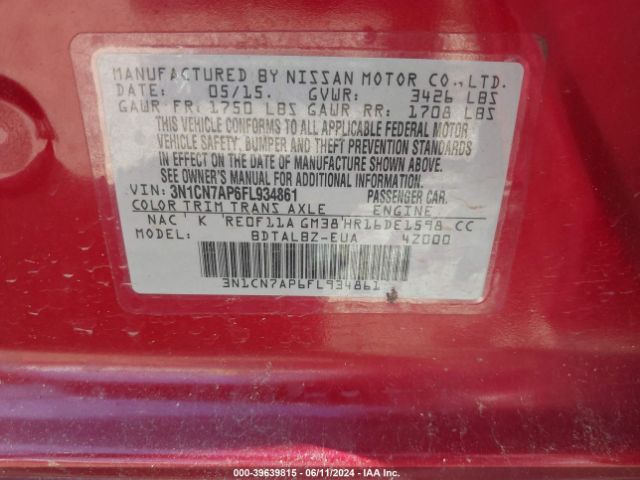 MANUFACTURED BY NISSAN MOTOR CO., LTD.
DATE: 05/15. GVWR: 3426 LBS
GAWR FR: 1750 LBS GAWR RR: 1708 LBS
THIS VEHICLE CONFORMS TO ALL APPLICABLE FEDERAL MOTOR
VEHICLE SAFETY, BUMPER AND THEFT PREVENTION STANDARDS
IN EFFECT ON THE DATE OF MANUFACTURE SHOWN ABOVE.
SEE OWNER'S MANUAL FOR ADDITIONAL INFORMATION.
VIN: 3N1CN7AP6FL934861 PASSENGER CAR.
COLOR TRIM TRANS AXLE ENGINE
NAC ' K RE0F11A GM38'HR16DE1598 CC
MODEL: BDTALBZ-EUA 42000
3N1CN7AP6FL934861
000-39639815 - 06/11/2024 - IAA Inc.